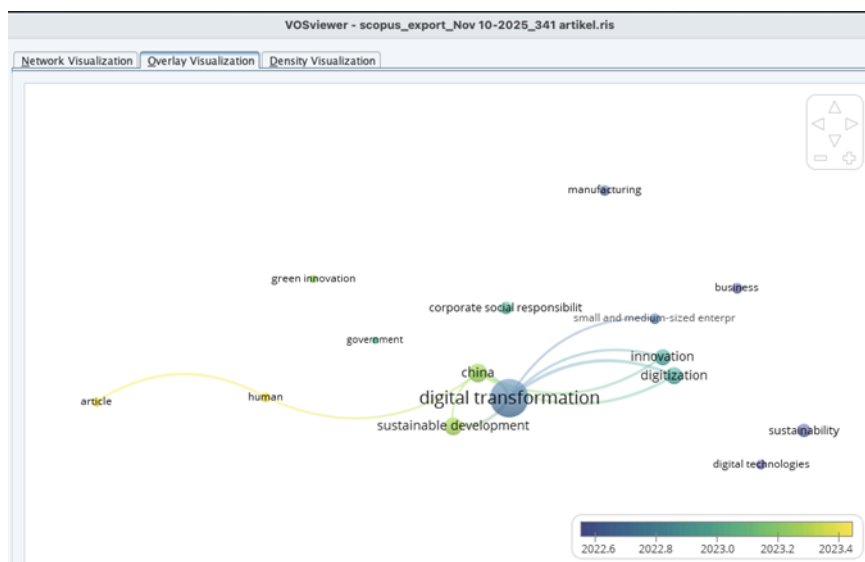 VOSviewer - scopus_export_Nov 10-2025_341 artikel.ris
Network Visualization Overlay Visualization Density Visualization
manufacturing
green innovation
business
corporate social responsibilit
small and medium-sized enterpr
government
innovation
china
digitization
digital transformation
article
human
sustainable development
sustainability
digital technologies
2022.6 2022.8 2023.0 2023.2 2023.4